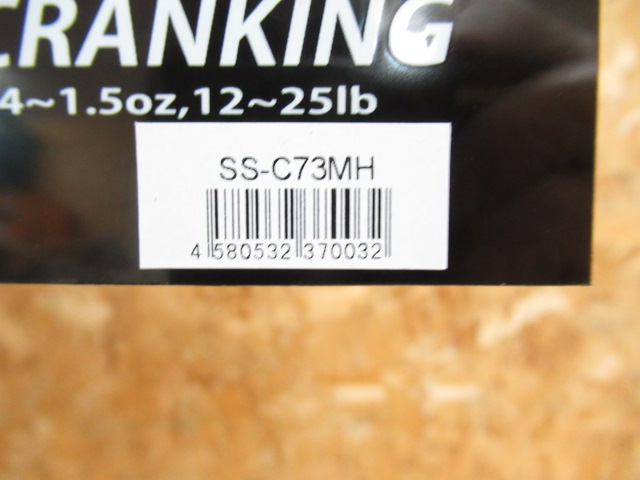 CRANKING
4~1.5oz,12~25lb
SS-C73MH
4 580532 370032